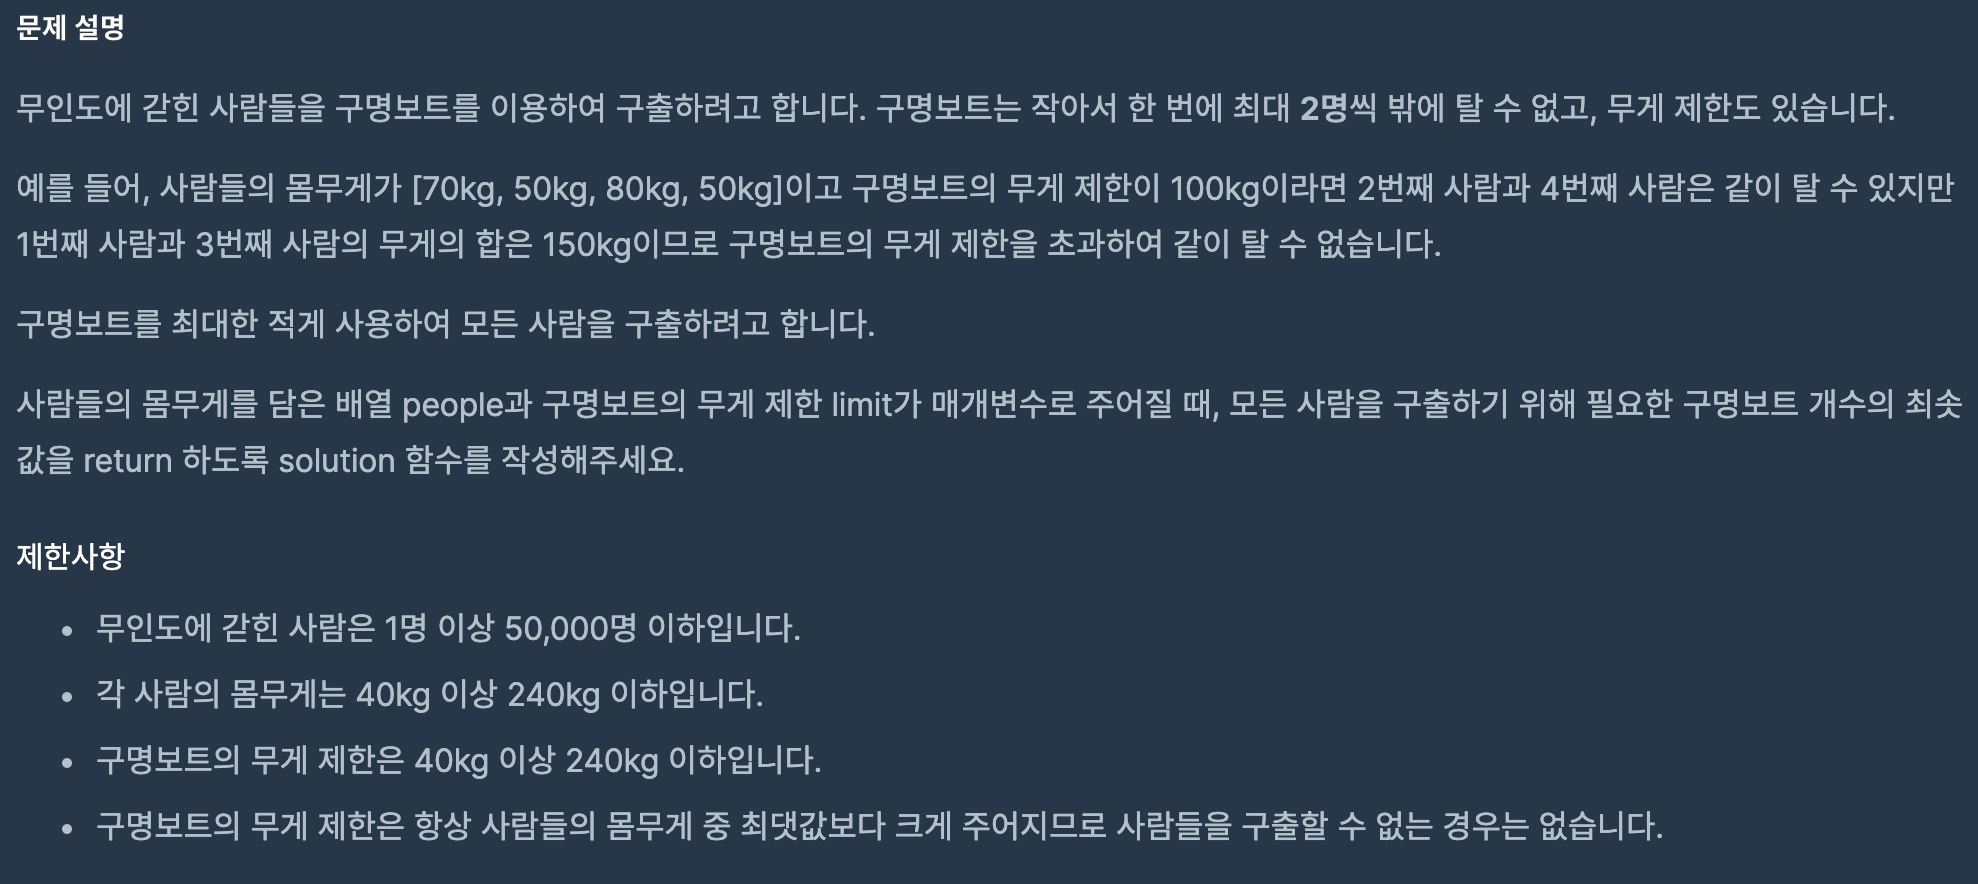 문제 설명
무인도에 갇힌 사람들을 구명보트를 이용하여 구출하려고 합니다. 구명보트는 작아서 한 번에 최대 2명씩 밖에 탈 수 없고, 무게 제한도 있습니다.
예를 들어, 사람들의 몸무게가 [70kg, 50kg, 80kg, 50kg]이고 구명보트의 무게 제한이 100kg이라면 2번째 사람과 4번째 사람은 같이 탈 수 있지만
1번째 사람과 3번째 사람의 무게의 합은 150kg이므로 구명보트의 무게 제한을 초과하여 같이 탈 수 없습니다.
구명보트를 최대한 적게 사용하여 모든 사람을 구출하려고 합니다.
사람들의 몸무게를 담은 배열 people과 구명보트의 무게 제한 limit가 매개변수로 주어질 때, 모든 사람을 구출하기 위해 필요한 구명보트 개수의 최솟
값을 return 하도록 solution 함수를 작성해주세요.
제한사항
• 무인도에 갇힌 사람은 1명 이상 50,000명 이하입니다.
• 각 사람의 몸무게는 40kg 이상 240kg 이하입니다.
• 구명보트의 무게 제한은 40kg 이상 240kg 이하입니다.
• 구명보트의 무게 제한은 항상 사람들의 몸무게 중 최댓값보다 크게 주어지므로 사람들을 구출할 수 없는 경우는 없습니다.